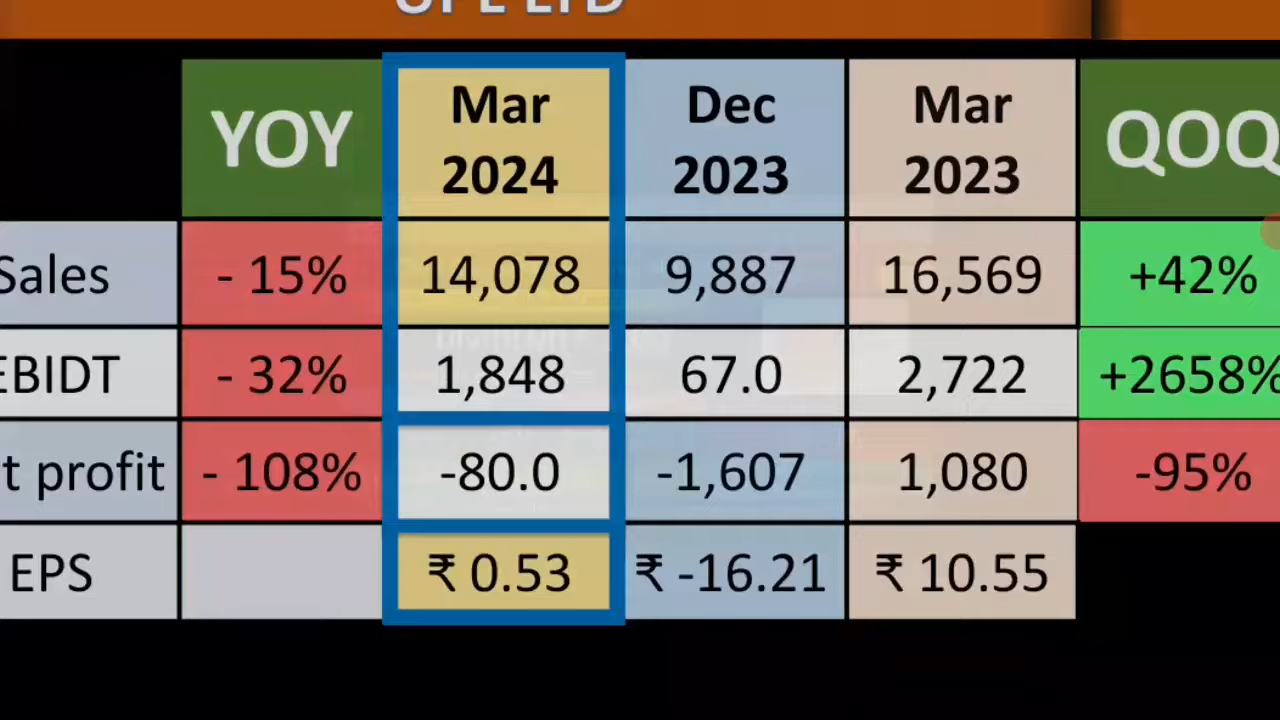 UPL LTD
YOY Mar 2024 Dec 2023 Mar 2023 QOQ
Sales - 15% 14,078 9,887 16,569 +42%
EBIDT - 32% 1,848 67.0 2,722 +2658%
t profit - 108% -80.0 -1,607 1,080 -95%
EPS ₹ 0.53 ₹ -16.21 ₹ 10.55